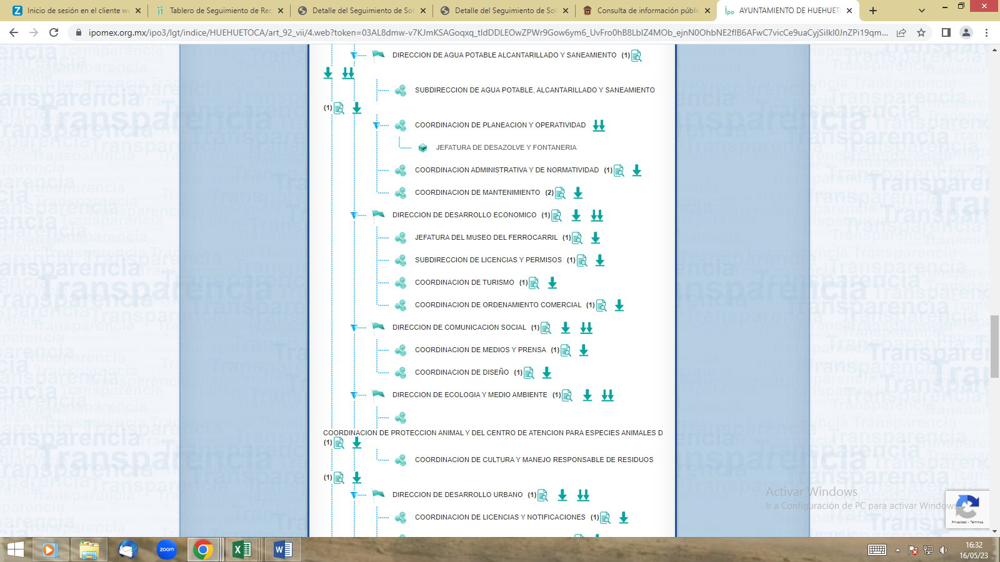 Inicio de sesión en el cliente we
Tablero de Seguimiento de Rec
Detalle del Seguimiento de Sol
Detalle del Seguimiento de Sol
Consulta de información públic
AYUNTAMIENTO DE HUEHUET
ipomex.org.mx/ipo3/lgt/indice/HUEHUETOCA/art_92_vii/4.web?token=03AL8dmw-v7KJmKSAGoqxq_tIdDDLEOwZPWr9Gow6ym6_UvFro0hB8LbIZ4MOb_ejnN0OhbNE2fIB6AFwC7vicCe9uaCyjSiIkI0JnZPi19qm...
DIRECCION DE AGUA POTABLE ALCANTARILLADO Y SANEAMIENTO (1)
SUBDIRECCION DE AGUA POTABLE, ALCANTARILLADO Y SANEAMIENTO
(1)
COORDINACION DE PLANEACION Y OPERATIVIDAD
JEFATURA DE DESAZOLVE Y FONTANERIA
COORDINACION ADMINISTRATIVA Y DE NORMATIVIDAD (1)
COORDINACION DE MANTENIMIENTO (2)
DIRECCION DE DESARROLLO ECONOMICO (1)
JEFATURA DEL MUSEO DEL FERROCARRIL (1)
SUBDIRECCION DE LICENCIAS Y PERMISOS (1)
COORDINACION DE TURISMO (1)
COORDINACION DE ORDENAMIENTO COMERCIAL (1)
DIRECCION DE COMUNICACION SOCIAL (1)
COORDINACION DE MEDIOS Y PRENSA (1)
COORDINACION DE DISEÑO (1)
DIRECCION DE ECOLOGIA Y MEDIO AMBIENTE (1)
COORDINACION DE PROTECCION ANIMAL Y DEL CENTRO DE ATENCION PARA ESPECIES ANIMALES D
(1)
COORDINACION DE CULTURA Y MANEJO RESPONSABLE DE RESIDUOS
(1)
DIRECCION DE DESARROLLO URBANO (1)
COORDINACION DE LICENCIAS Y NOTIFICACIONES (1)
Activar Windows
Ir a Configuración de PC para activar Windows
Privacidad - Términos
zoom
16:32
16/05/23